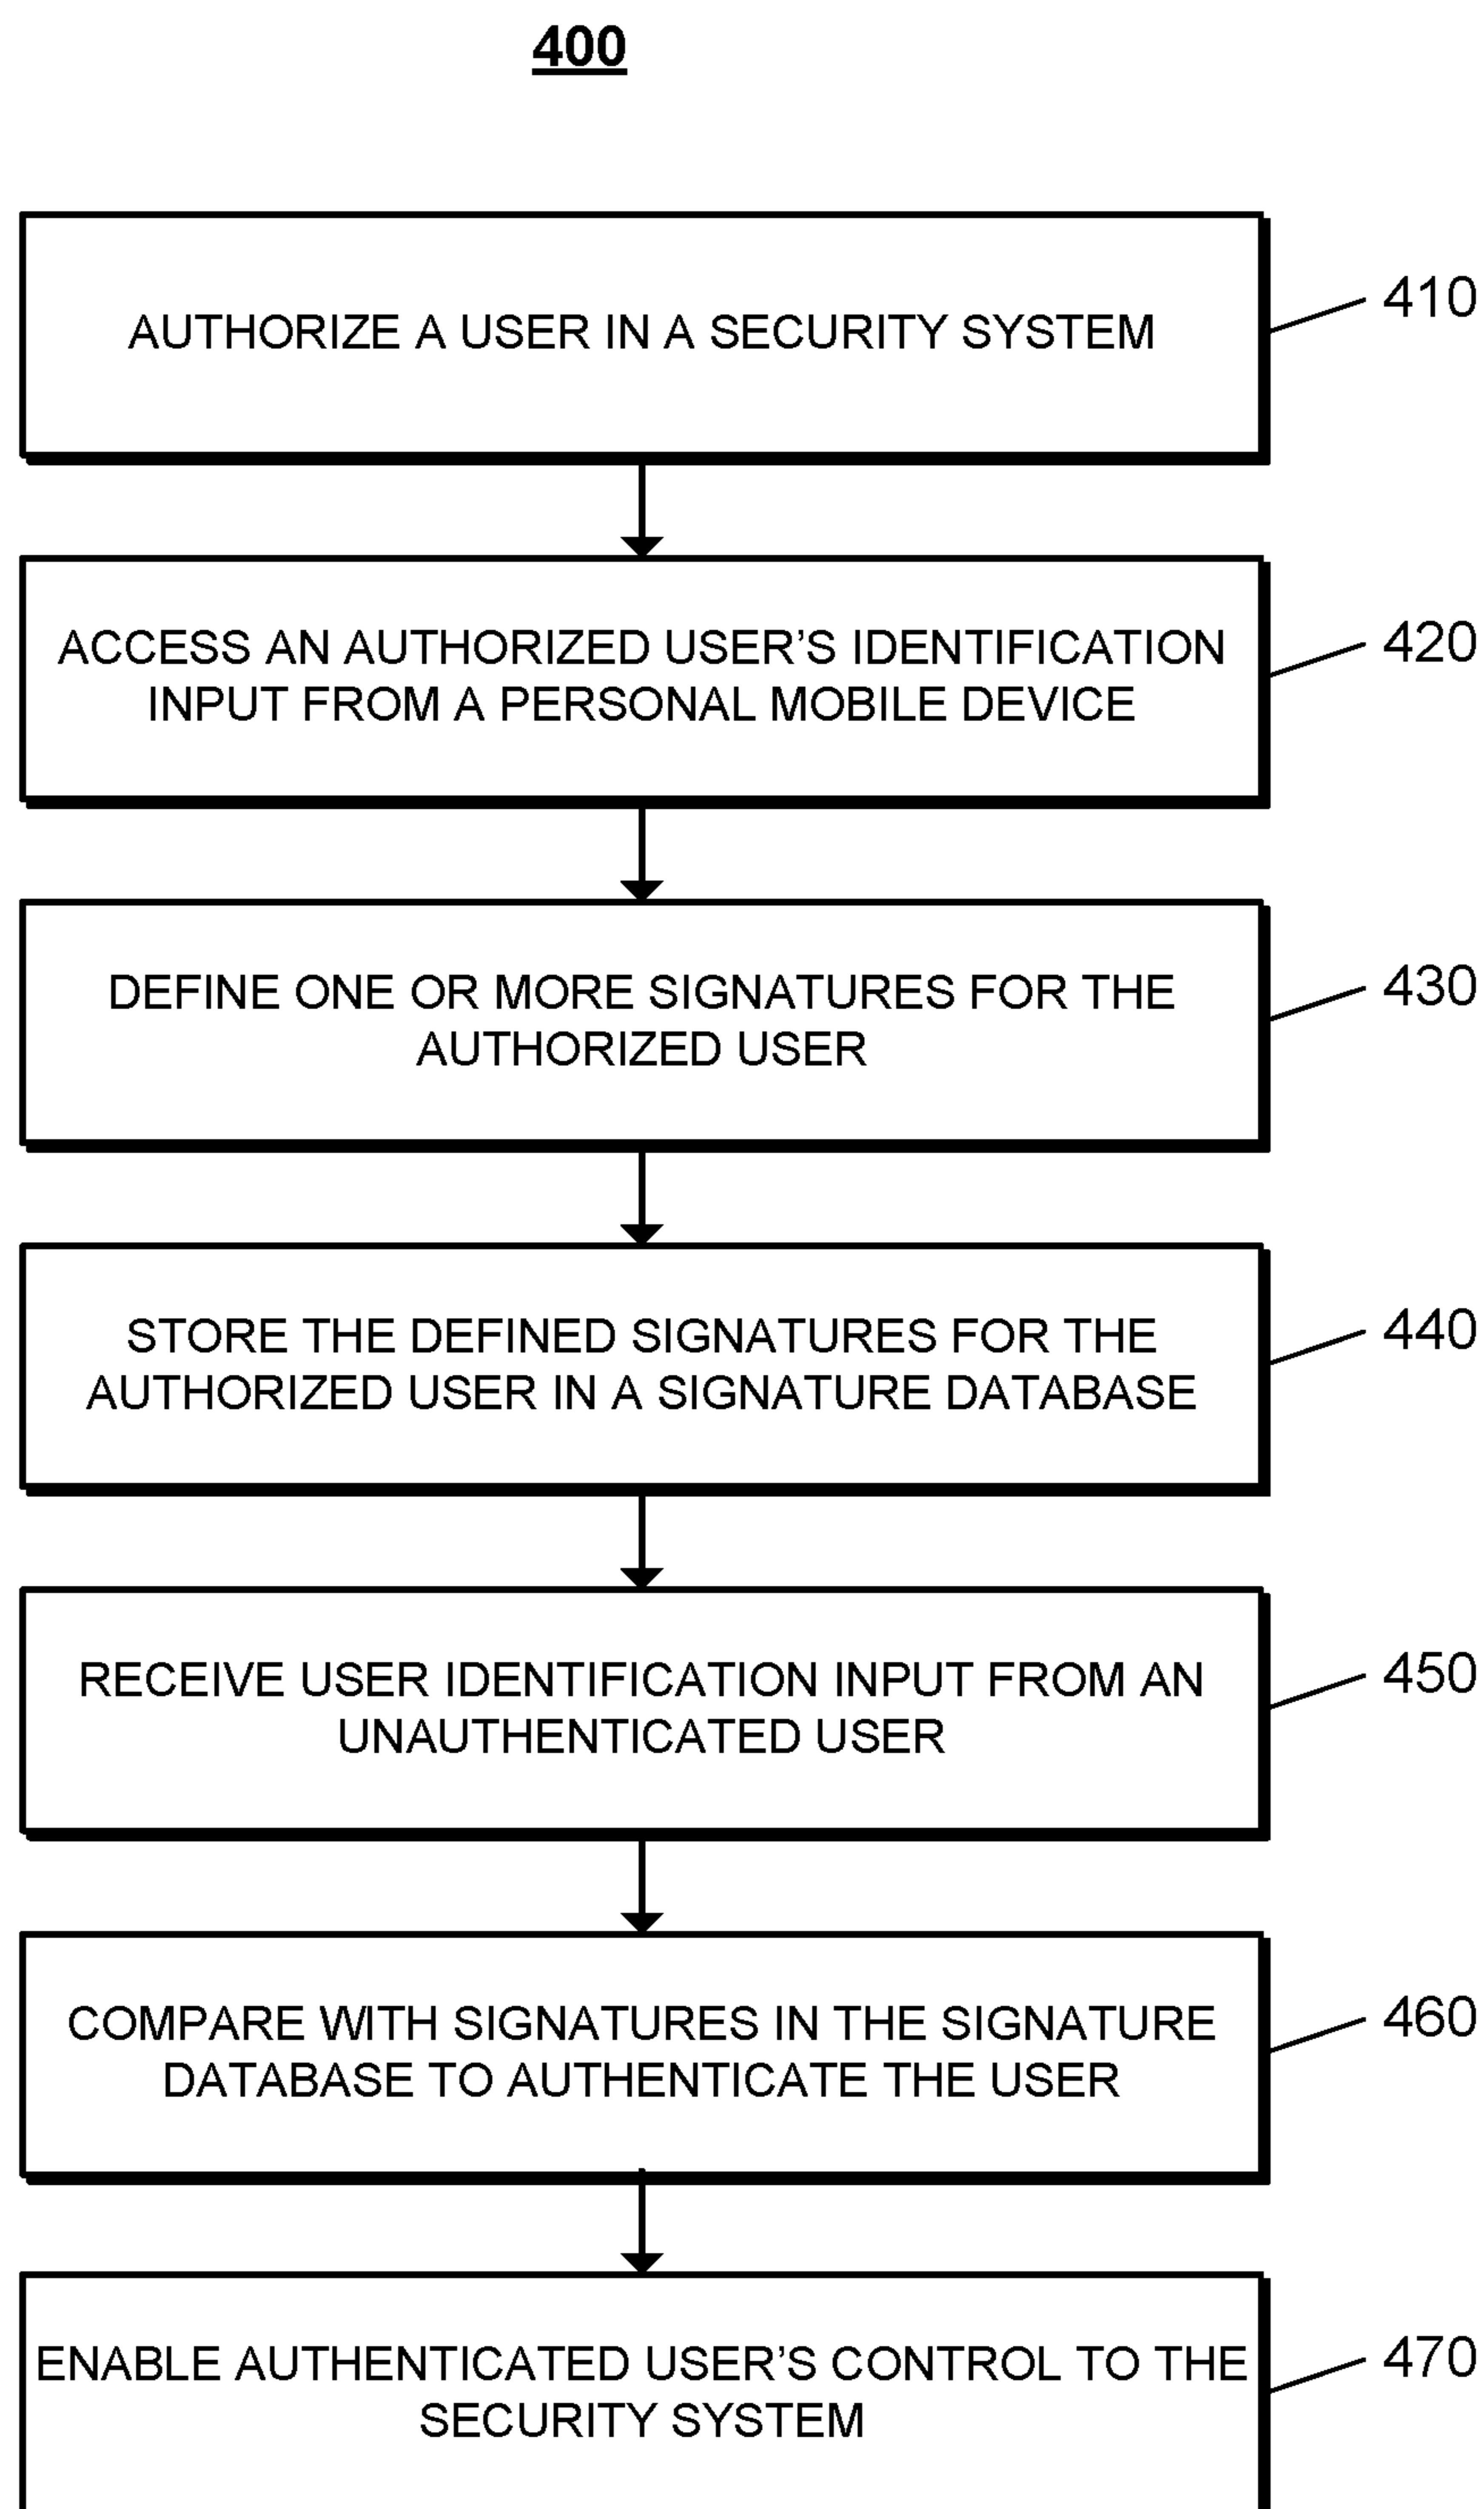 400
AUTHORIZE A USER IN A SECURITY SYSTEM
410
ACCESS AN AUTHORIZED USER’S IDENTIFICATION
INPUT FROM A PERSONAL MOBILE DEVICE
420
DEFINE ONE OR MORE SIGNATURES FOR THE
AUTHORIZED USER
430
STORE THE DEFINED SIGNATURES FOR THE
AUTHORIZED USER IN A SIGNATURE DATABASE
440
RECEIVE USER IDENTIFICATION INPUT FROM AN
UNAUTHENTICATED USER
450
COMPARE WITH SIGNATURES IN THE SIGNATURE
DATABASE TO AUTHENTICATE THE USER
460
ENABLE AUTHENTICATED USER’S CONTROL TO THE
SECURITY SYSTEM
470